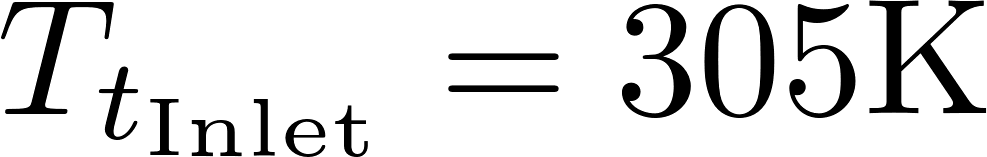 T_{t_{Inlet}} = 305K